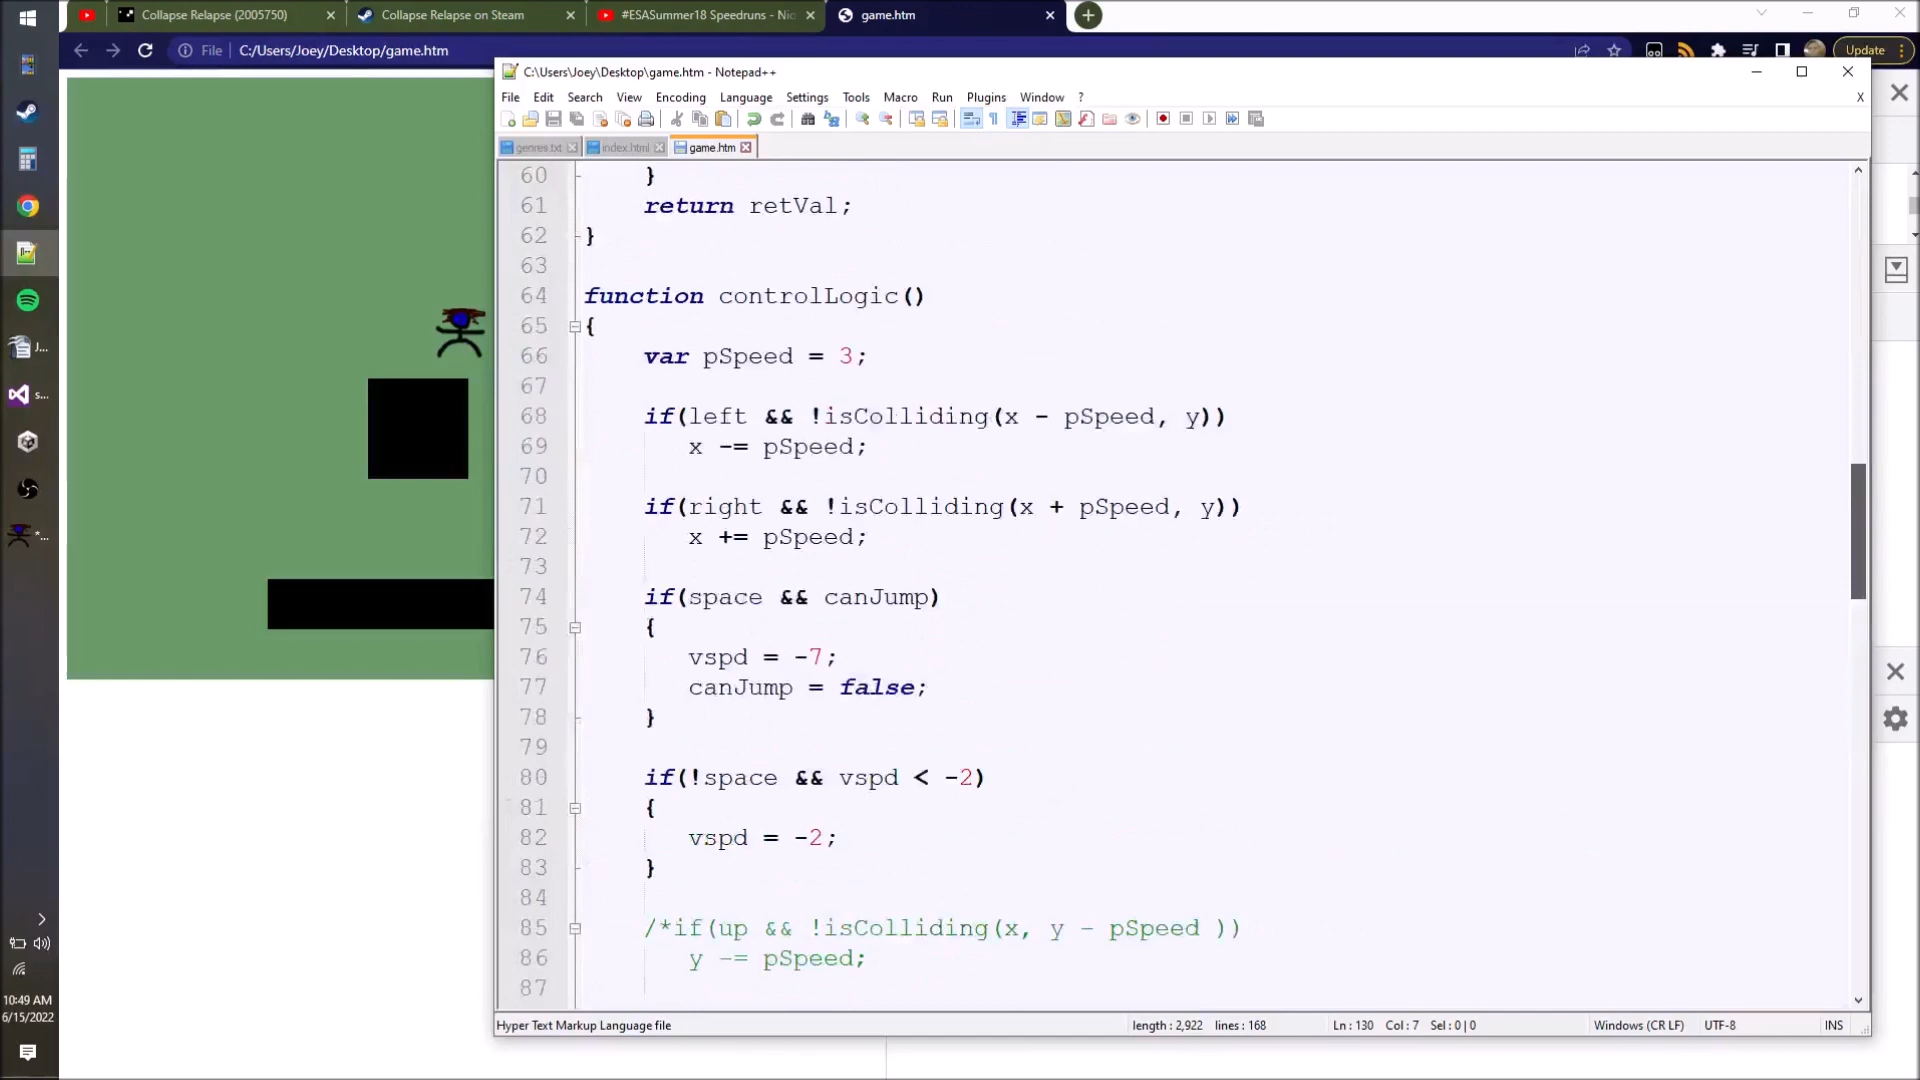 Collapse Relapse (2005750)
Collapse Relapse on Steam
#ESASummer18 Speedruns - Nic
game.htm
File
C:/Users/Joey/Desktop/game.htm
Update
C:\Users\Joey\Desktop\game.htm - Notepad++
File Edit Search View Encoding Language Settings Tools Macro Run Plugins Window ?
X
genres.txt index.html game.htm
60 }
61 return retVal;
62 }
63
64 function controlLogic()
65 {
66 var pSpeed = 3;
67
68 if(left && !isColliding(x - pSpeed, y))
69 x -= pSpeed;
70
71 if(right && !isColliding(x + pSpeed, y))
72 x += pSpeed;
73
74 if(space && canJump)
75 {
76 vspd = -7;
77 canJump = false;
78 }
79
80 if(!space && vspd < -2)
81 {
82 vspd = -2;
83 }
84
85 /*if(up && !isColliding(x, y - pSpeed ))
86 y -= pSpeed;
87
Hyper Text Markup Language file
length : 2,922 lines : 168
Ln : 130 Col : 7 Sel : 0 | 0
Windows (CR LF)
UTF-8
INS
J...
s...
*...
10:49 AM
6/15/2022